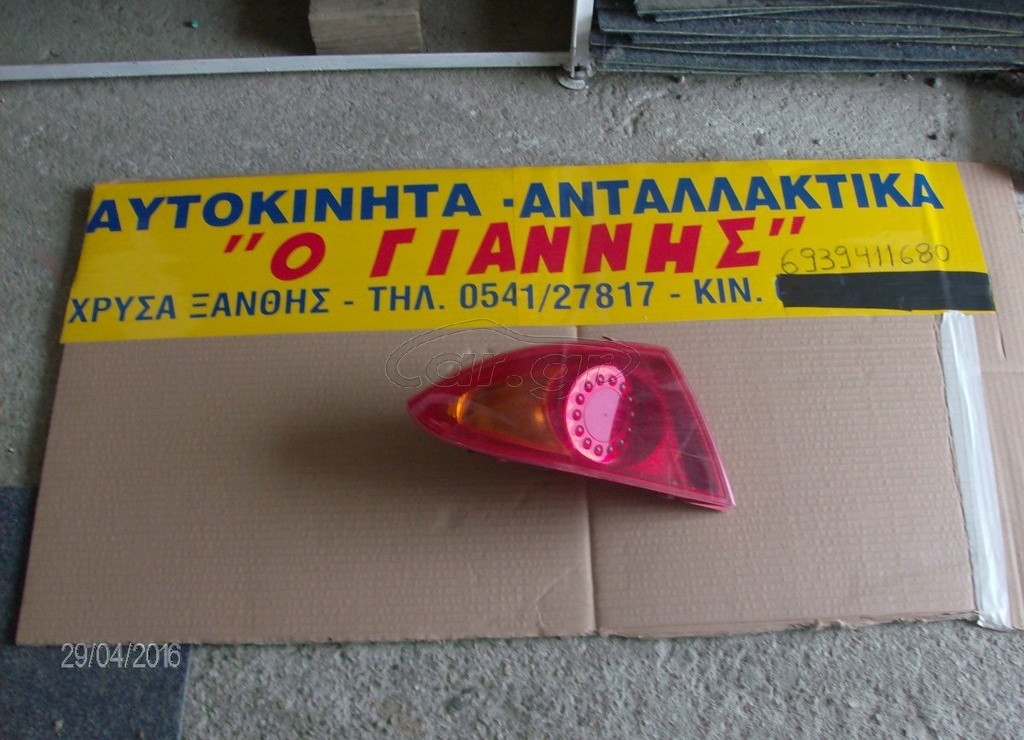 ΑΥΤΟΚΙΝΗΤΑ - ΑΝΤΑΛΛΑΚΤΙΚΑ
"Ο ΓΙΑΝΝΗΣ"
6939411680
ΧΡΥΣΑ ΞΑΝΘΗΣ - ΤΗΛ. 0541/27817 - ΚΙΝ.
car.gr
29/04/2016